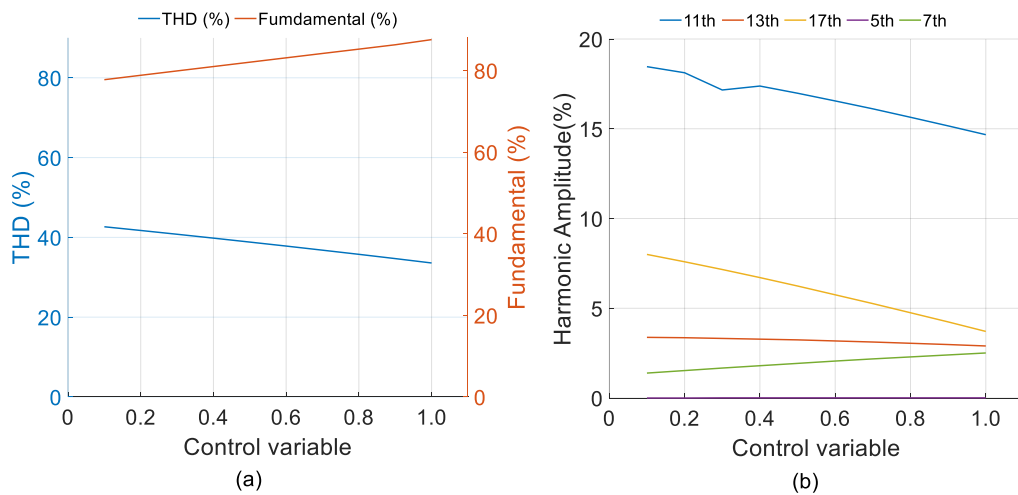 THD (%) Fumdamental (%)
80
60
40
20
0
THD (%)
80
60
40
20
0
Fundamental (%)
0 0.2 0.4 0.6 0.8 1.0
Control variable
(a)
11th 13th 17th 5th 7th
20
15
10
5
0
Harmonic Amplitude(%)
0 0.2 0.4 0.6 0.8 1.0
Control variable
(b)